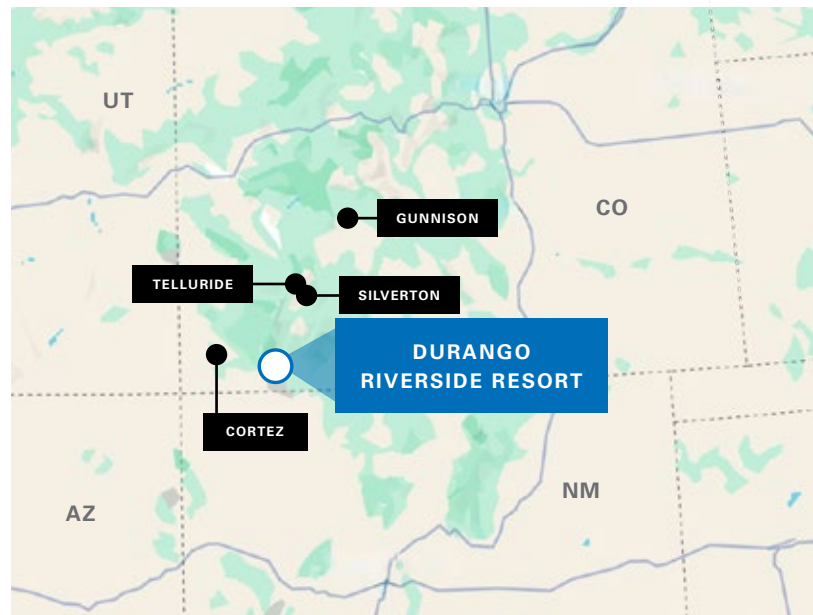 UT
CO
GUNNISON
TELLURIDE
SILVERTON
DURANGO
RIVERSIDE RESORT
CORTEZ
AZ
NM